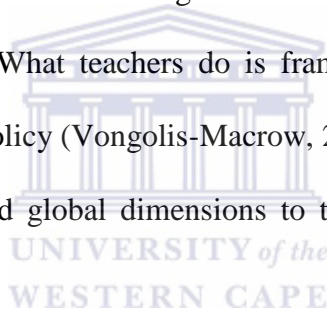 What teachers do is fram
olicy (Vongolis-Macrow, 2
d global dimensions to t
UNIVERSITY of the
WESTERN CAPE